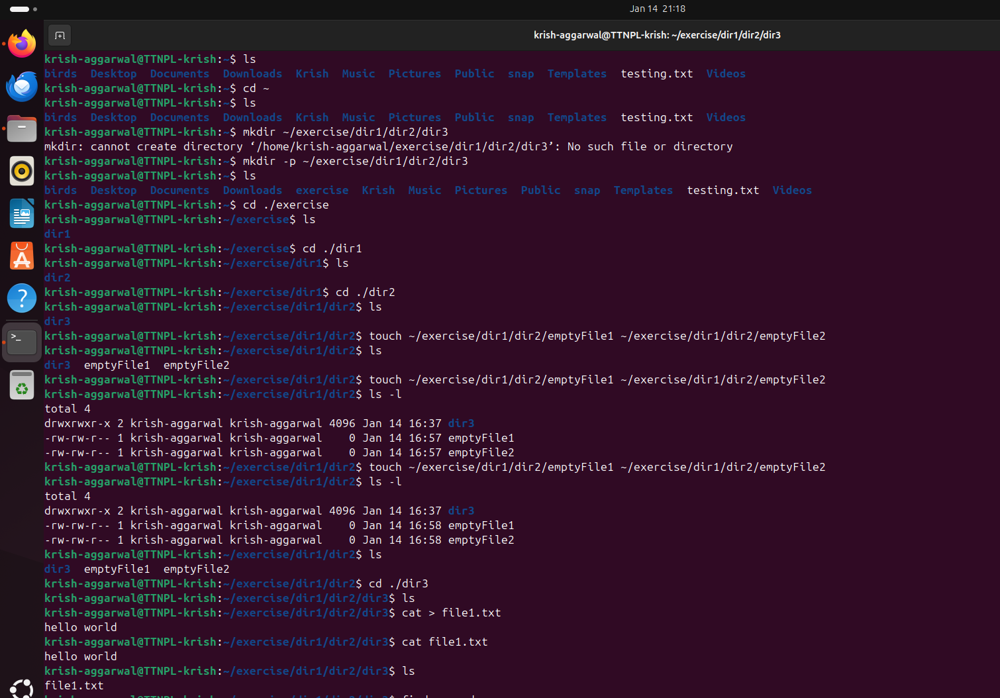 Jan 14 21:18
krish-aggarwal@TTNPL-krish: ~/exercise/dir1/dir2/dir3
krish-aggarwal@TTNPL-krish:~$ ls
birds  Desktop  Documents  Downloads  Krish  Music  Pictures  Public  snap  Templates  testing.txt  Videos
krish-aggarwal@TTNPL-krish:~$ cd ~
krish-aggarwal@TTNPL-krish:~$ ls
birds  Desktop  Documents  Downloads  Krish  Music  Pictures  Public  snap  Templates  testing.txt  Videos
krish-aggarwal@TTNPL-krish:~$ mkdir ~/exercise/dir1/dir2/dir3
mkdir: cannot create directory ‘/home/krish-aggarwal/exercise/dir1/dir2/dir3’: No such file or directory
krish-aggarwal@TTNPL-krish:~$ mkdir -p ~/exercise/dir1/dir2/dir3
krish-aggarwal@TTNPL-krish:~$ ls
birds  Desktop  Documents  Downloads  exercise  Krish  Music  Pictures  Public  snap  Templates  testing.txt  Videos
krish-aggarwal@TTNPL-krish:~$ cd ./exercise
krish-aggarwal@TTNPL-krish:~/exercise$ ls
dir1
krish-aggarwal@TTNPL-krish:~/exercise$ cd ./dir1
krish-aggarwal@TTNPL-krish:~/exercise/dir1$ ls
dir2
krish-aggarwal@TTNPL-krish:~/exercise/dir1$ cd ./dir2
krish-aggarwal@TTNPL-krish:~/exercise/dir1/dir2$ ls
dir3
krish-aggarwal@TTNPL-krish:~/exercise/dir1/dir2$ touch ~/exercise/dir1/dir2/emptyFile1 ~/exercise/dir1/dir2/emptyFile2
krish-aggarwal@TTNPL-krish:~/exercise/dir1/dir2$ ls
dir3  emptyFile1  emptyFile2
krish-aggarwal@TTNPL-krish:~/exercise/dir1/dir2$ touch ~/exercise/dir1/dir2/emptyFile1 ~/exercise/dir1/dir2/emptyFile2
krish-aggarwal@TTNPL-krish:~/exercise/dir1/dir2$ ls -l
total 4
drwxrwxr-x 2 krish-aggarwal krish-aggarwal 4096 Jan 14 16:37 dir3
-rw-rw-r-- 1 krish-aggarwal krish-aggarwal    0 Jan 14 16:57 emptyFile1
-rw-rw-r-- 1 krish-aggarwal krish-aggarwal    0 Jan 14 16:57 emptyFile2
krish-aggarwal@TTNPL-krish:~/exercise/dir1/dir2$ touch ~/exercise/dir1/dir2/emptyFile1 ~/exercise/dir1/dir2/emptyFile2
krish-aggarwal@TTNPL-krish:~/exercise/dir1/dir2$ ls -l
total 4
drwxrwxr-x 2 krish-aggarwal krish-aggarwal 4096 Jan 14 16:37 dir3
-rw-rw-r-- 1 krish-aggarwal krish-aggarwal    0 Jan 14 16:58 emptyFile1
-rw-rw-r-- 1 krish-aggarwal krish-aggarwal    0 Jan 14 16:58 emptyFile2
krish-aggarwal@TTNPL-krish:~/exercise/dir1/dir2$ ls
dir3  emptyFile1  emptyFile2
krish-aggarwal@TTNPL-krish:~/exercise/dir1/dir2$ cd ./dir3
krish-aggarwal@TTNPL-krish:~/exercise/dir1/dir2/dir3$ ls
krish-aggarwal@TTNPL-krish:~/exercise/dir1/dir2/dir3$ cat > file1.txt
hello world
krish-aggarwal@TTNPL-krish:~/exercise/dir1/dir2/dir3$ cat file1.txt
hello world
krish-aggarwal@TTNPL-krish:~/exercise/dir1/dir2/dir3$ ls
file1.txt